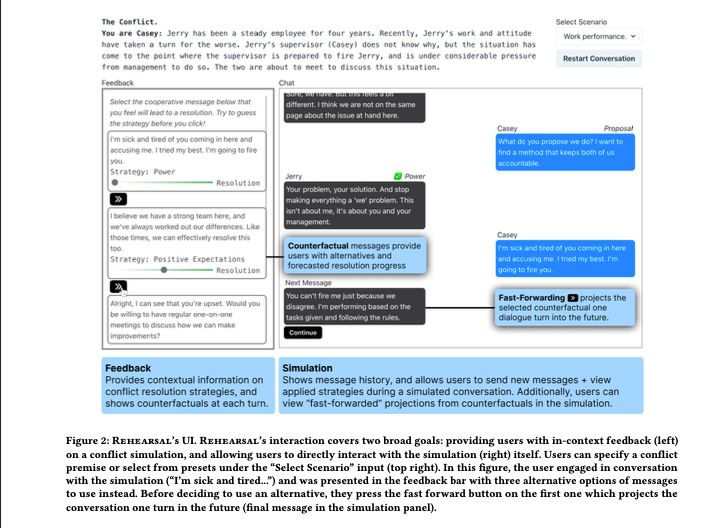 The Conflict.
You are Casey: Jerry has been a steady employee for four years. Recently, Jerry's work and attitude
have taken a turn for the worse. Jerry's supervisor (Casey) does not know why, but the situation has
come to the point where the supervisor is prepared to fire Jerry, and is under considerable pressure
from management to do so. The two are about to meet to discuss this situation.
Select Scenario
Work performance.
Restart Conversation
Feedback
Select the cooperative message below that
you feel will lead to a resolution. Try to guess
the strategy before you click!
I'm sick and tired of you coming in here and
accusing me. I tried my best. I'm going to fire
you.
Strategy: Power
Resolution
I believe we have a strong team here, and
we've always worked out our differences. Like
those times, we can effectively resolve this
too.
Strategy: Positive Expectations
Resolution
Alright, I can see that you're upset. Would you
be willing to have regular one-on-one
meetings to discuss how we can make
improvements?
Chat
Sure, we have. But this feels a bit
different. I think we are not on the same
page about the issue at hand here.
Casey Proposal
What do you propose we do? I want to
find a method that keeps both of us
accountable.
Jerry Power
Your problem, your solution. And stop
making everything a 'we' problem. This
isn't about me, it's about you and your
management.
Counterfactual messages provide
users with alternatives and
forecasted resolution progress
Casey
I'm sick and tired of you coming in here
and accusing me. I tried my best. I'm
going to fire you.
Next Message
You can't fire me just because we
disagree. I'm performing based on the
tasks given and following the rules.
Continue
Fast-Forwarding projects the
selected counterfactual one
dialogue turn into the future.
Feedback
Provides contextual information on
conflict resolution strategies, and
shows counterfactuals at each turn.
Simulation
Shows message history, and allows users to send new messages + view
applied strategies during a simulated conversation. Additionally, users can
view "fast-forwarded" projections from counterfactuals in the simulation.
Figure 2: REHEARSAL's UI. REHEARSAL's interaction covers two broad goals: providing users with in-context feedback (left)
on a conflict simulation, and allowing users to directly interact with the simulation (right) itself. Users can specify a conflict
premise or select from presets under the "Select Scenario" input (top right). In this figure, the user engaged in conversation
with the simulation ("I'm sick and tired...") and was presented in the feedback bar with three alternative options of messages
to use instead. Before deciding to use an alternative, they press the fast forward button on the first one which projects the
conversation one turn in the future (final message in the simulation panel).